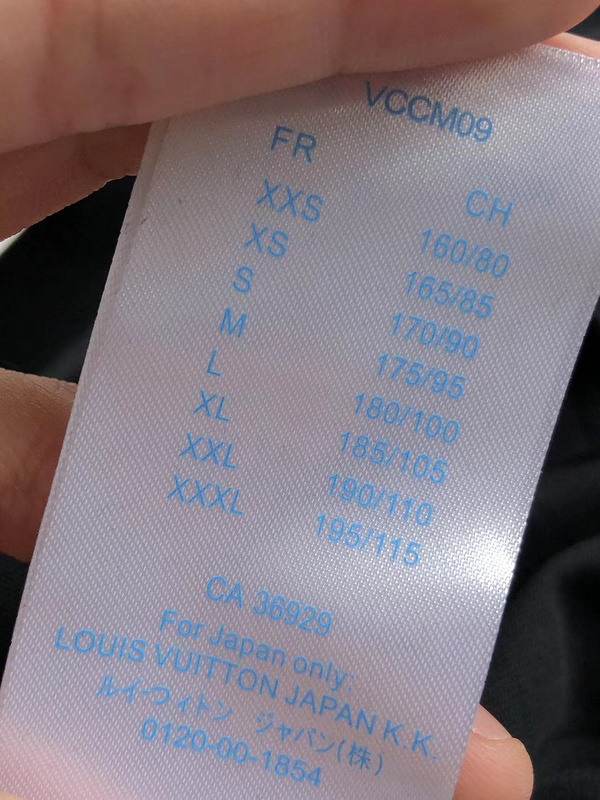 VCCM09
FR CH
XXS 160/80
XS 165/85
S 170/90
M 175/95
L 180/100
XL 185/105
XXL 190/110
XXXL 195/115
CA 36929
For Japan only:
LOUIS VUITTON JAPAN K.K.
ルイ-つィトン ジャパン(株)
0120-00-1854